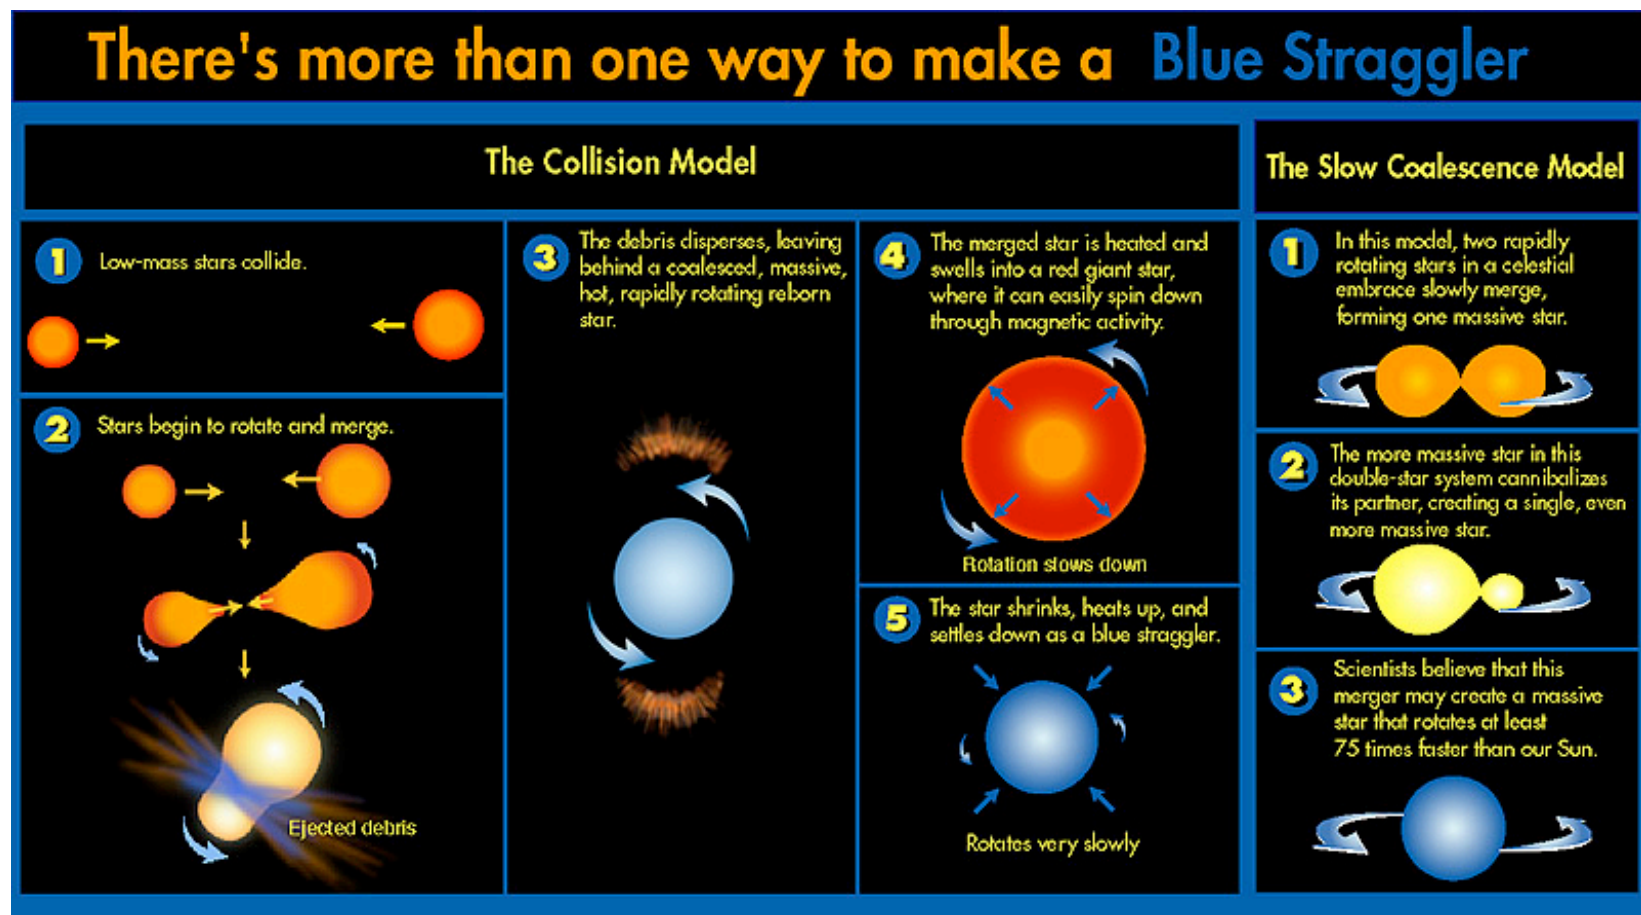 There's more than one way to make a Blue Straggler
The Collision Model
1
Low-mass stars collide.
2
Stars begin to rotate and merge.
Ejected debris
3
The debris disperses, leaving
behind a coalesced, massive,
hot, rapidly rotating reborn
star.
4
The merged star is heated and
swells into a red giant star,
where it can easily spin down
through magnetic activity.
Rotation slows down
5
The star shrinks, heats up, and
settles down as a blue straggler.
Rotates very slowly
The Slow Coalescence Model
1
In this model, two rapidly
rotating stars in a celestial
embrace slowly merge,
forming one massive star.
2
The more massive star in this
double-star system cannibalizes
its partner, creating a single, even
more massive star.
3
Scientists believe that this
merger may create a massive
star that rotates at least
75 times faster than our Sun.